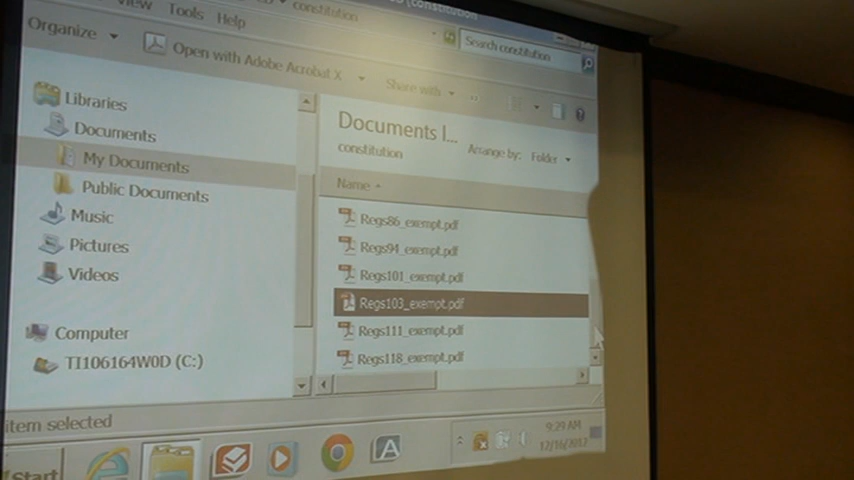 (constitution
constitution
View Tools Help
Search constitution
Organize
Open with Adobe Acrobat X
Share with
Libraries
Documents
My Documents
Public Documents
Music
Pictures
Videos
Computer
TI106164W0D (C:)
Documents l...
constitution
Arrange by: Folder
Name
Regs86_exempt.pdf
Regs94_exempt.pdf
Regs101_exempt.pdf
Regs103_exempt.pdf
Regs111_exempt.pdf
Regs118_exempt.pdf
item selected
Start
A
9:29 AM
12/16/2017